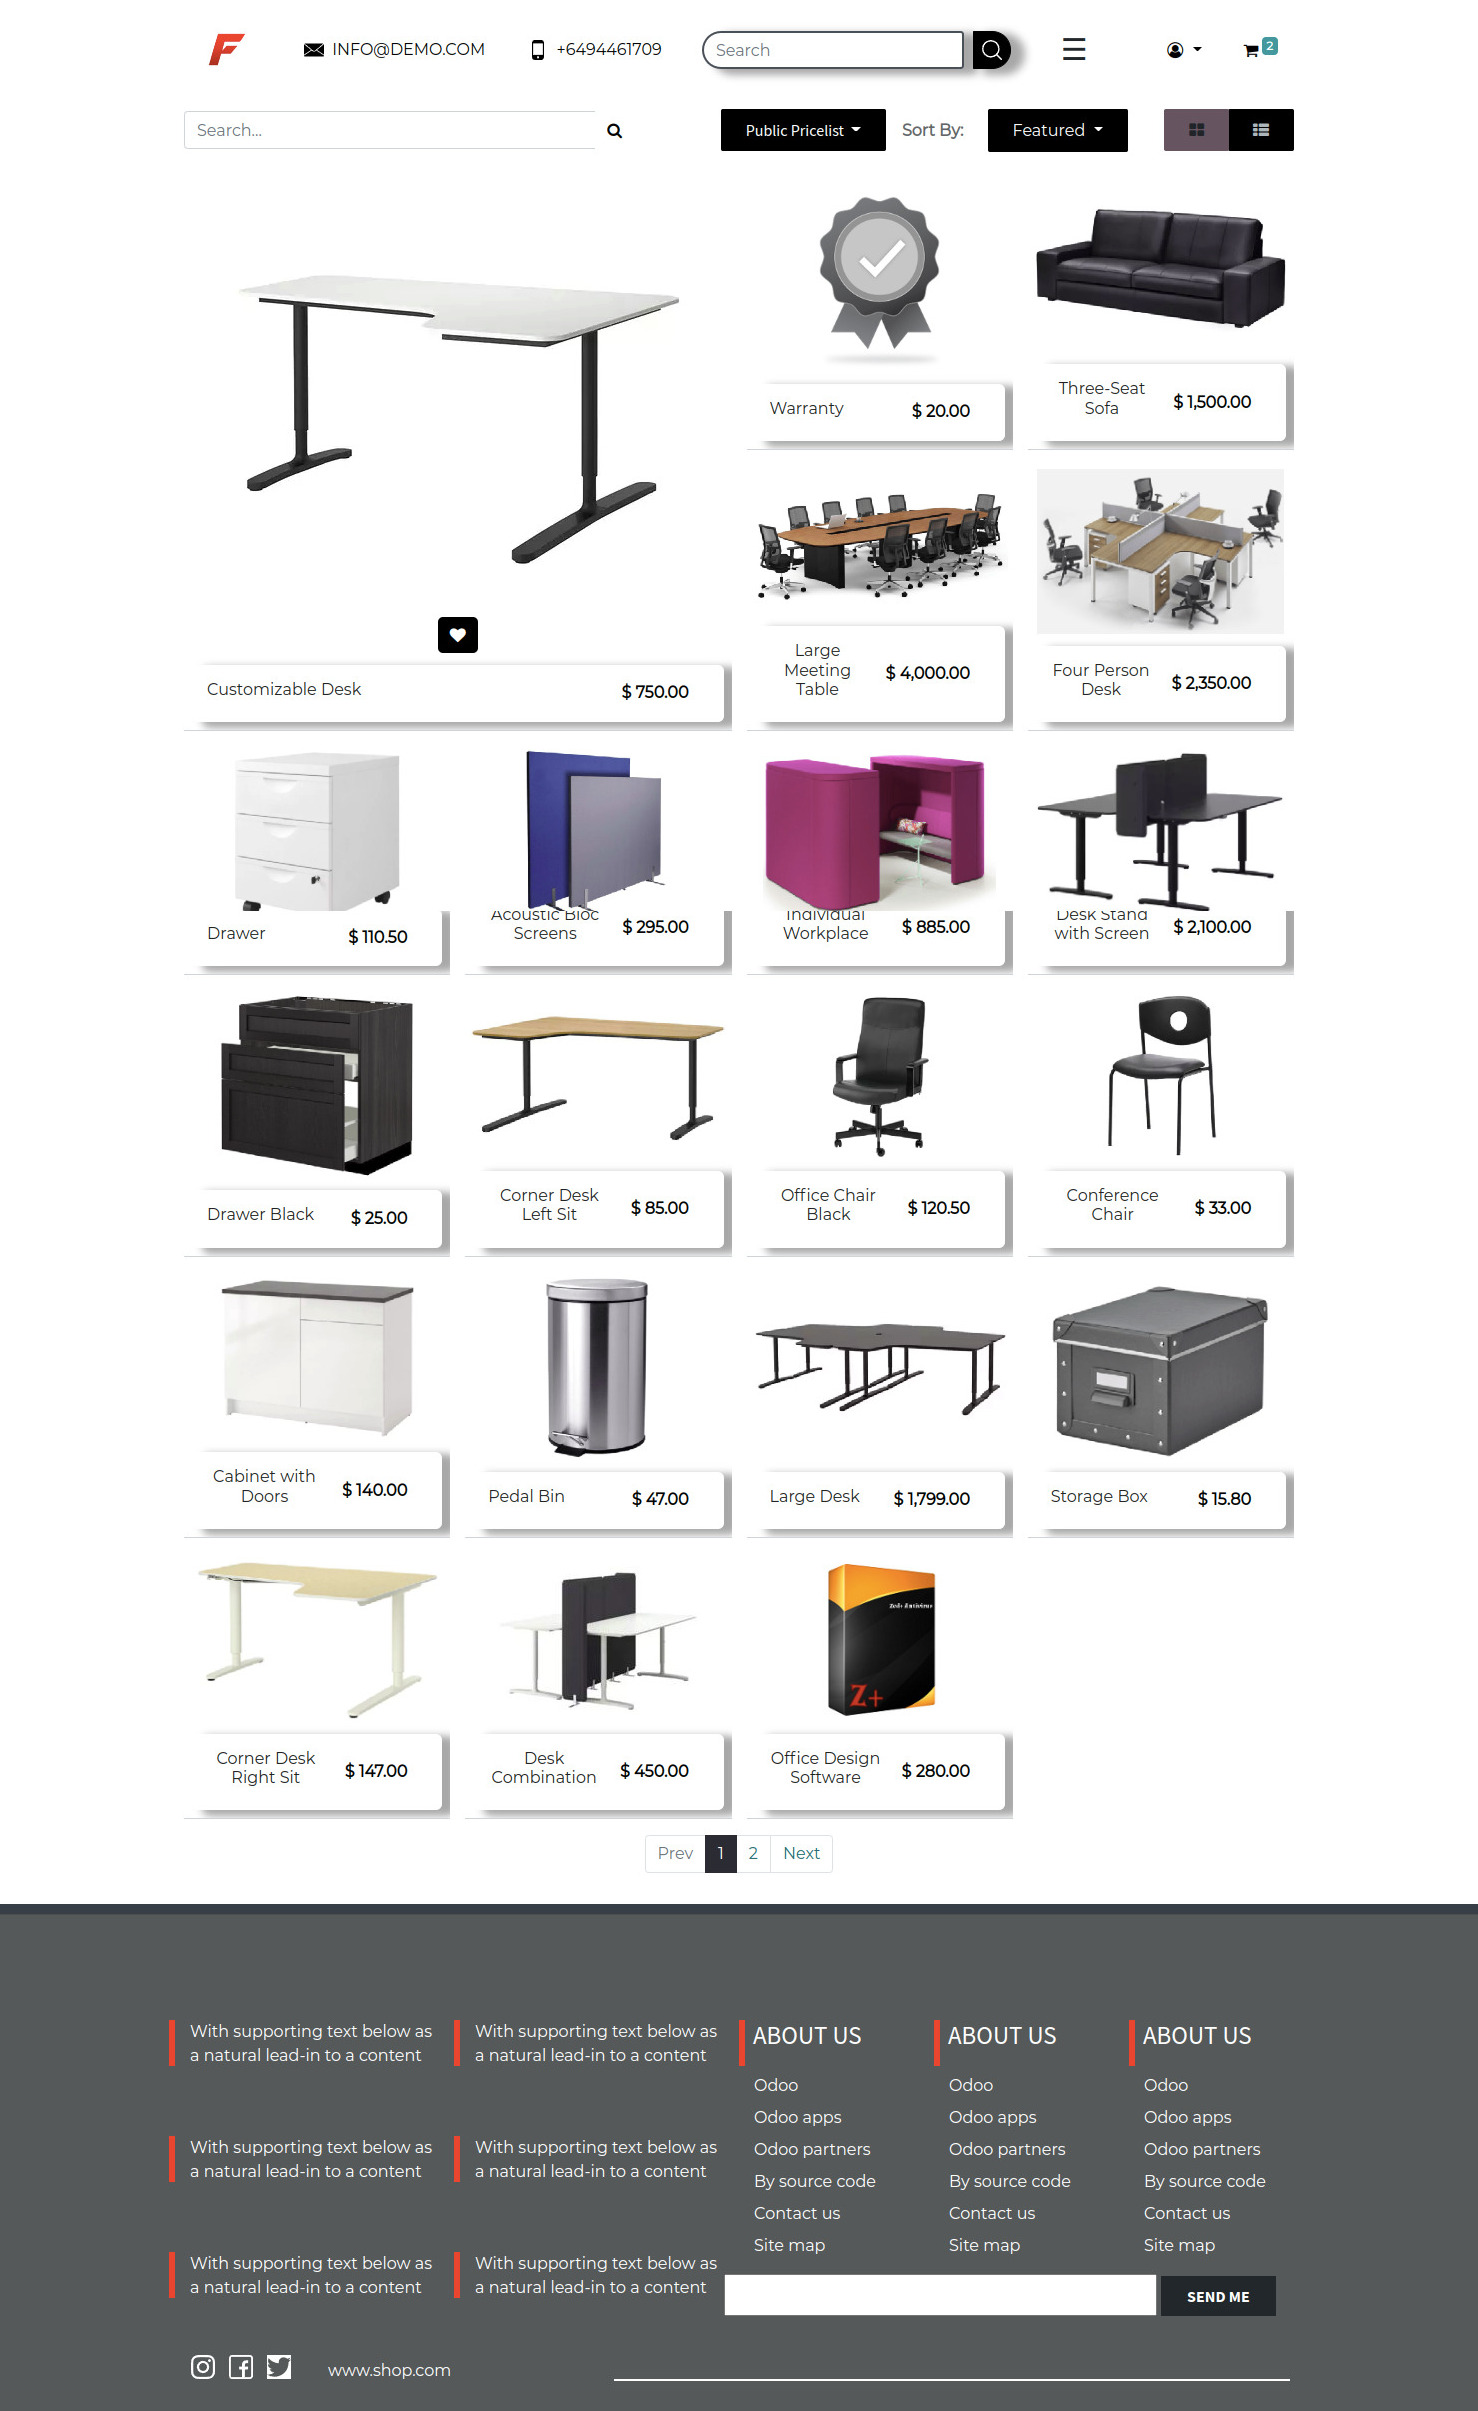 INFO@DEMO.COM
+6494461709
Search
2
Search...
Public Pricelist
Sort By:
Featured
Warranty
$ 20.00
Three-Seat
Sofa
$ 1,500.00
Customizable Desk
$ 750.00
Large
Meeting
Table
$ 4,000.00
Four Person
Desk
$ 2,350.00
Drawer
$ 110.50
Acoustic Bloc
Screens
$ 295.00
Individual
Workplace
$ 885.00
Desk Stand
with Screen
$ 2,100.00
Drawer Black
$ 25.00
Corner Desk
Left Sit
$ 85.00
Office Chair
Black
$ 120.50
Conference
Chair
$ 33.00
Cabinet with
Doors
$ 140.00
Pedal Bin
$ 47.00
Large Desk
$ 1,799.00
Storage Box
$ 15.80
Zed+ Antivirus
Z+
Corner Desk
Right Sit
$ 147.00
Desk
Combination
$ 450.00
Office Design
Software
$ 280.00
Prev
1
2
Next
With supporting text below as
a natural lead-in to a content
With supporting text below as
a natural lead-in to a content
With supporting text below as
a natural lead-in to a content
With supporting text below as
a natural lead-in to a content
With supporting text below as
a natural lead-in to a content
With supporting text below as
a natural lead-in to a content
ABOUT US
Odoo
Odoo apps
Odoo partners
By source code
Contact us
Site map
ABOUT US
Odoo
Odoo apps
Odoo partners
By source code
Contact us
Site map
ABOUT US
Odoo
Odoo apps
Odoo partners
By source code
Contact us
Site map
SEND ME
www.shop.com